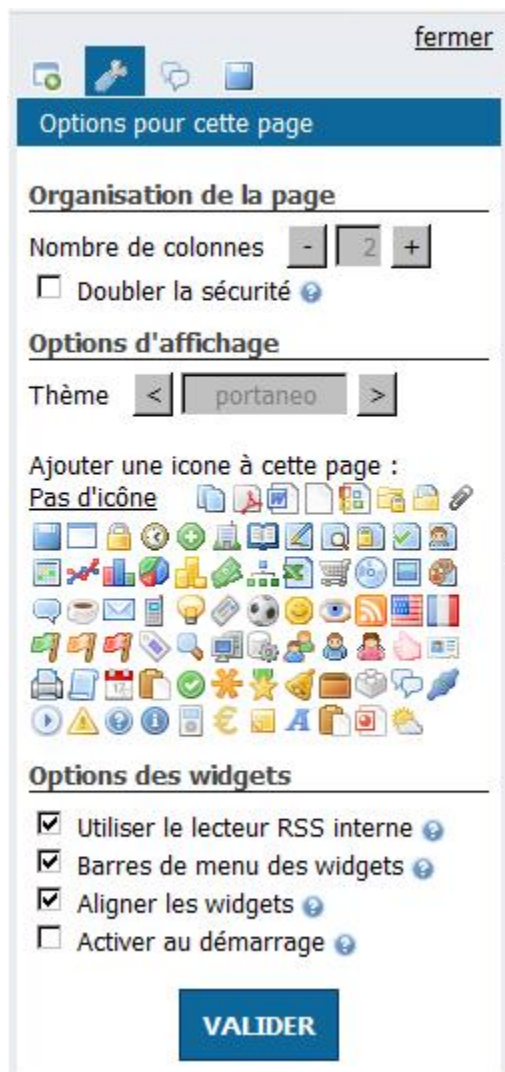 fermer
Options pour cette page
Organisation de la page
Nombre de colonnes - 2 +
Doubler la sécurité
Options d'affichage
Thème < portaneo >
Ajouter une icone à cette page :
Pas d'icône
Options des widgets
Utiliser le lecteur RSS interne
Barres de menu des widgets
Aligner les widgets
Activer au démarrage
VALIDER